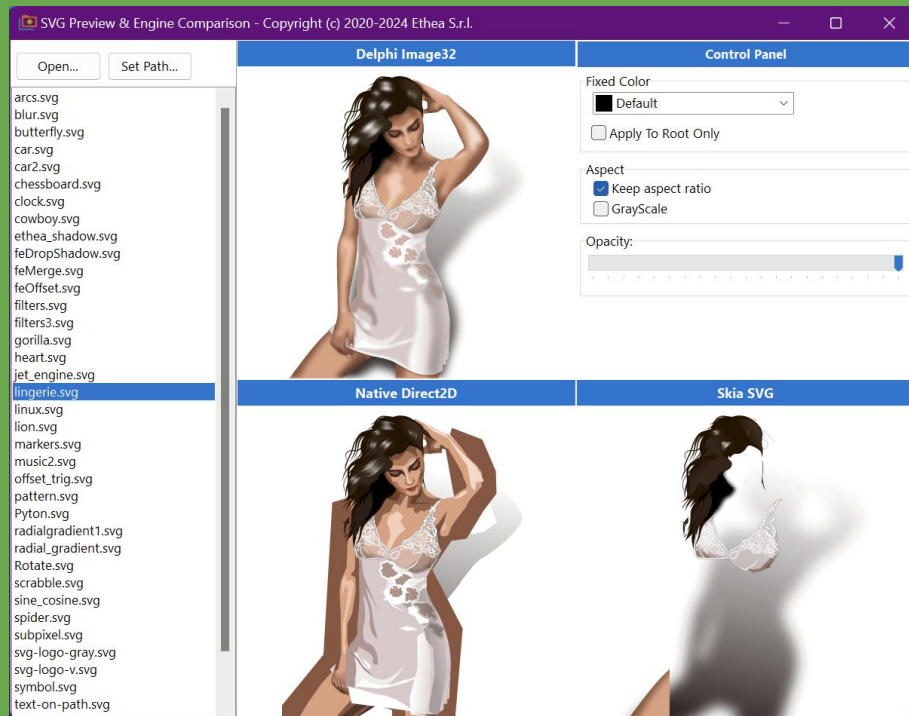 SVG Preview & Engine Comparison - Copyright (c) 2020-2024 Ethea S.r.l.
Open...
Set Path...
arcs.svg
blur.svg
butterfly.svg
car.svg
car2.svg
chessboard.svg
clock.svg
cowboy.svg
ethea_shadow.svg
feDropShadow.svg
feMerge.svg
feOffset.svg
filters.svg
filters3.svg
gorilla.svg
heart.svg
jet_engine.svg
lingerie.svg
linux.svg
lion.svg
markers.svg
music2.svg
offset_trig.svg
pattern.svg
Pyton.svg
radialgradient1.svg
radial_gradient.svg
Rotate.svg
scrabble.svg
sine_cosine.svg
spider.svg
subpixel.svg
svg-logo-gray.svg
svg-logo-v.svg
symbol.svg
text-on-path.svg
Delphi Image32
Control Panel
Fixed Color
Default
Apply To Root Only
Aspect
Keep aspect ratio
GrayScale
Opacity:
Native Direct2D
Skia SVG